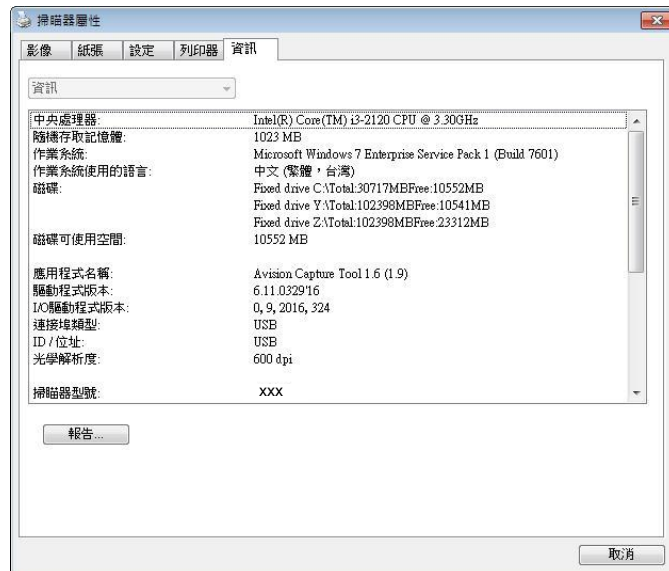 掃瞄器屬性
影像 紙張 設定 列印器 資訊
資訊
中央處理器: Intel(R) Core(TM) i3-2120 CPU @ 3.30GHz
隨機存取記憶體: 1023 MB
作業系統: Microsoft Windows 7 Enterprise Service Pack 1 (Build 7601)
作業系統使用的語言: 中文 (繁體，台灣)
磁碟: Fixed drive C:\Total:30717MBFree:10552MB
Fixed drive Y:\Total:102398MBFree:10541MB
Fixed drive Z:\Total:102398MBFree:23312MB
磁碟可使用空間: 10552 MB
應用程式名稱: Avision Capture Tool 1.6 (1.9)
驅動程式版本: 6.11.0329'16
I/O驅動程式版本: 0, 9, 2016, 324
連接埠類型: USB
ID / 位址: USB
光學解析度: 600 dpi
掃瞄器型號: XXX
報告...
取消